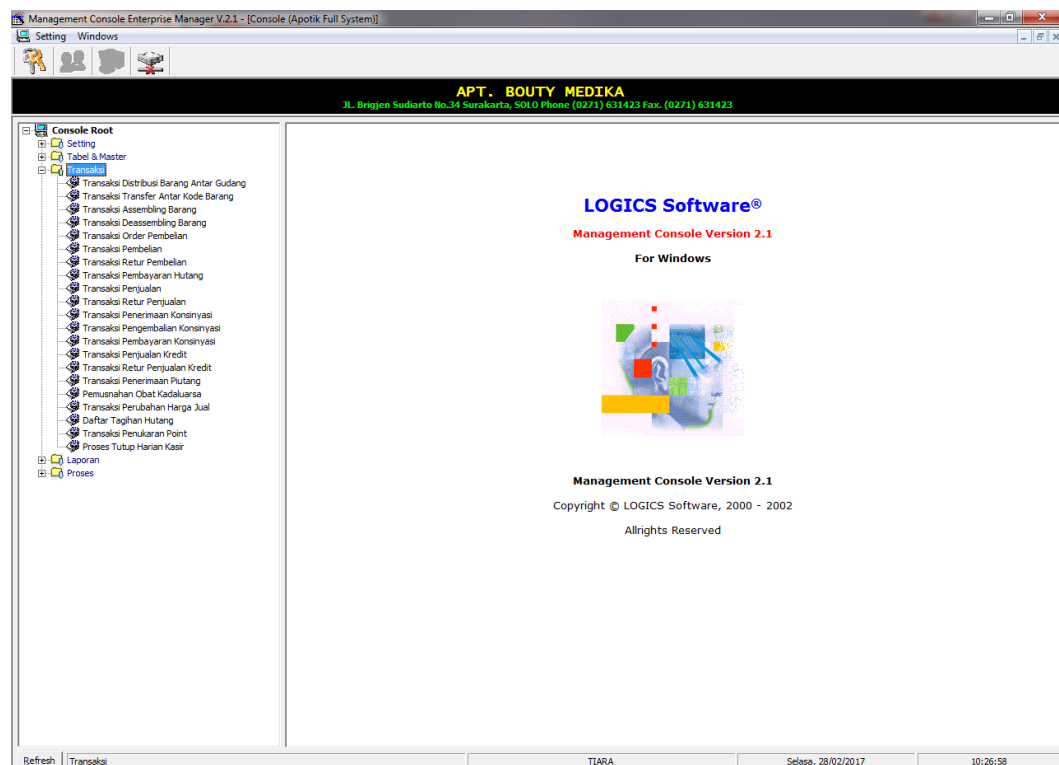 Management Console Enterprise Manager V.2.1 - [Console (Apotik Full System)]
Setting Windows
APT. BOUTY MEDIKA
JL. Brigjen Sudiarto No.34 Surakarta, SOLO Phone (0271) 631423 Fax. (0271) 631423
Console Root
Setting
Tabel & Master
Transaksi
Transaksi Distribusi Barang Antar Gudang
Transaksi Transfer Antar Kode Barang
Transaksi Assembling Barang
Transaksi Deassembling Barang
Transaksi Order Pembelian
Transaksi Pembelian
Transaksi Retur Pembelian
Transaksi Pembayaran Hutang
Transaksi Penjualan
Transaksi Retur Penjualan
Transaksi Penerimaan Konsinyasi
Transaksi Pengembalian Konsinyasi
Transaksi Pembayaran Konsinyasi
Transaksi Penjualan Kredit
Transaksi Retur Penjualan Kredit
Transaksi Penerimaan Piutang
Pemusnahan Obat Kadaluarsa
Transaksi Perubahan Harga Jual
Daftar Tagihan Hutang
Transaksi Penukaran Point
Proses Tutup Harian Kasir
Laporan
Proses
LOGICS Software®
Management Console Version 2.1
For Windows
Management Console Version 2.1
Copyright © LOGICS Software, 2000 - 2002
Allrights Reserved
Refresh Transaksi TIARA Selasa, 28/02/2017 10:26:58